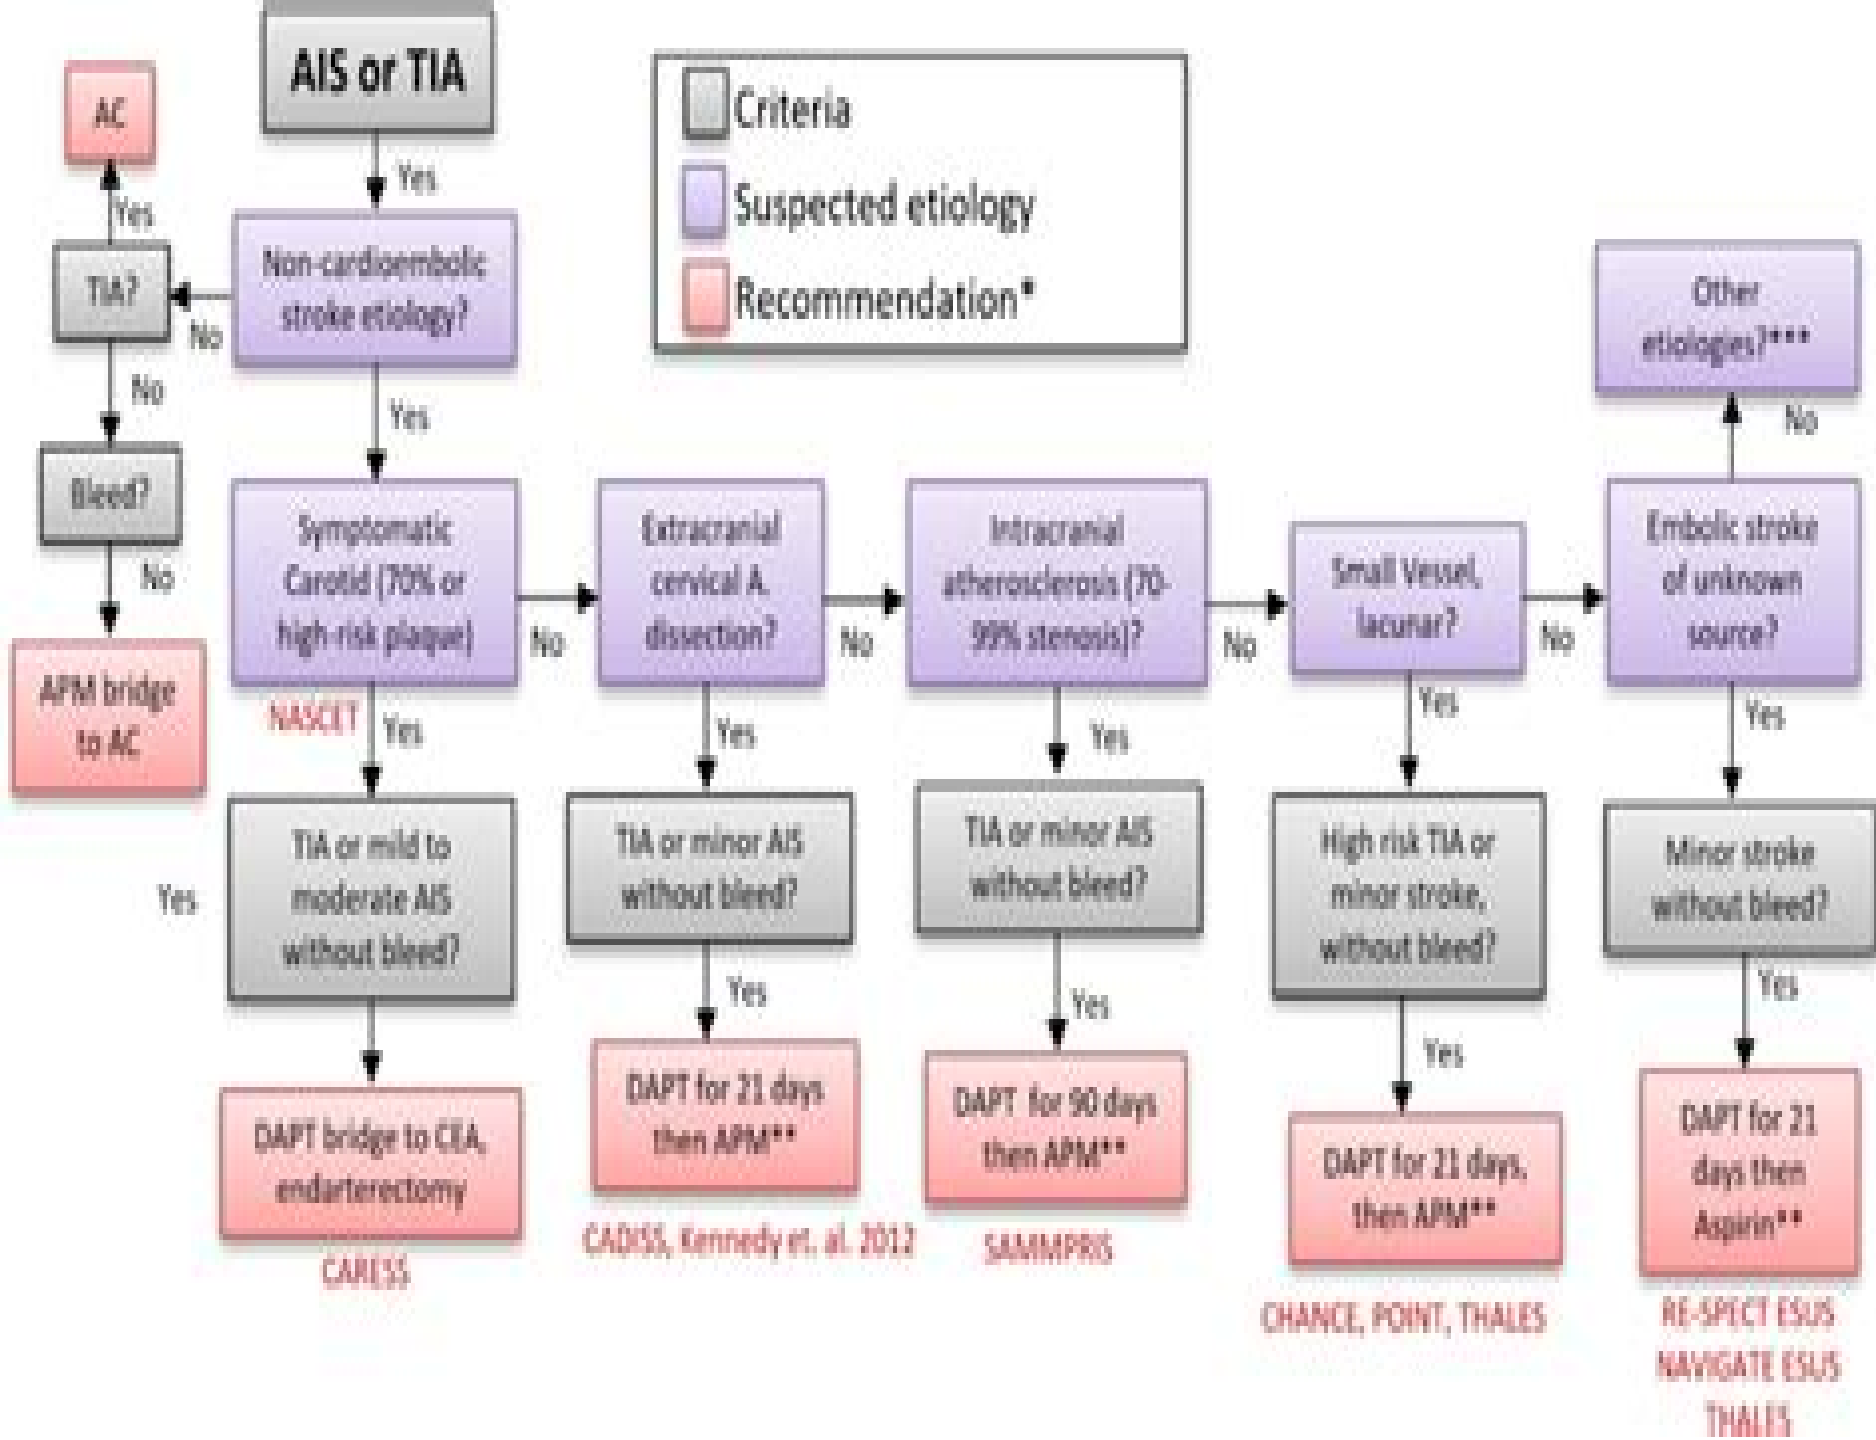 AIS or TIA
AC
Yes
Yes
TIA?
No
Non-cardioembolic
stroke etiology?
No
Yes
Bleed?
No
APM bridge
to AC
Criteria
Suspected etiology
Recommendation*
Other
etiologies?***
No
Symptomatic
Carotid (70% or
high-risk plaque)
No
Extracranial
cervical A.
dissection?
No
Intracranial
atherosclerosis (70-
99% stenosis)?
No
Small Vessel,
lacunar?
No
Embolic stroke
of unknown
source?
NASCET
Yes
Yes
Yes
Yes
Yes
Yes
TIA or mild to
moderate AIS
without bleed?
TIA or minor AIS
without bleed?
TIA or minor AIS
without bleed?
High risk TIA or
minor stroke,
without bleed?
Minor stroke
without bleed?
Yes
Yes
Yes
Yes
DAPT bridge to CEA,
endarterectomy
CARESS
DAPT for 21 days
then APM**
CADISS, Kennedy et. al. 2012
DAPT for 90 days
then APM**
SAMMPRIS
DAPT for 21 days,
then APM**
CHANCE, POINT, THALES
DAPT for 21
days then
Aspirin**
RE-SPECT ESUS
NAVIGATE ESUS
THALES